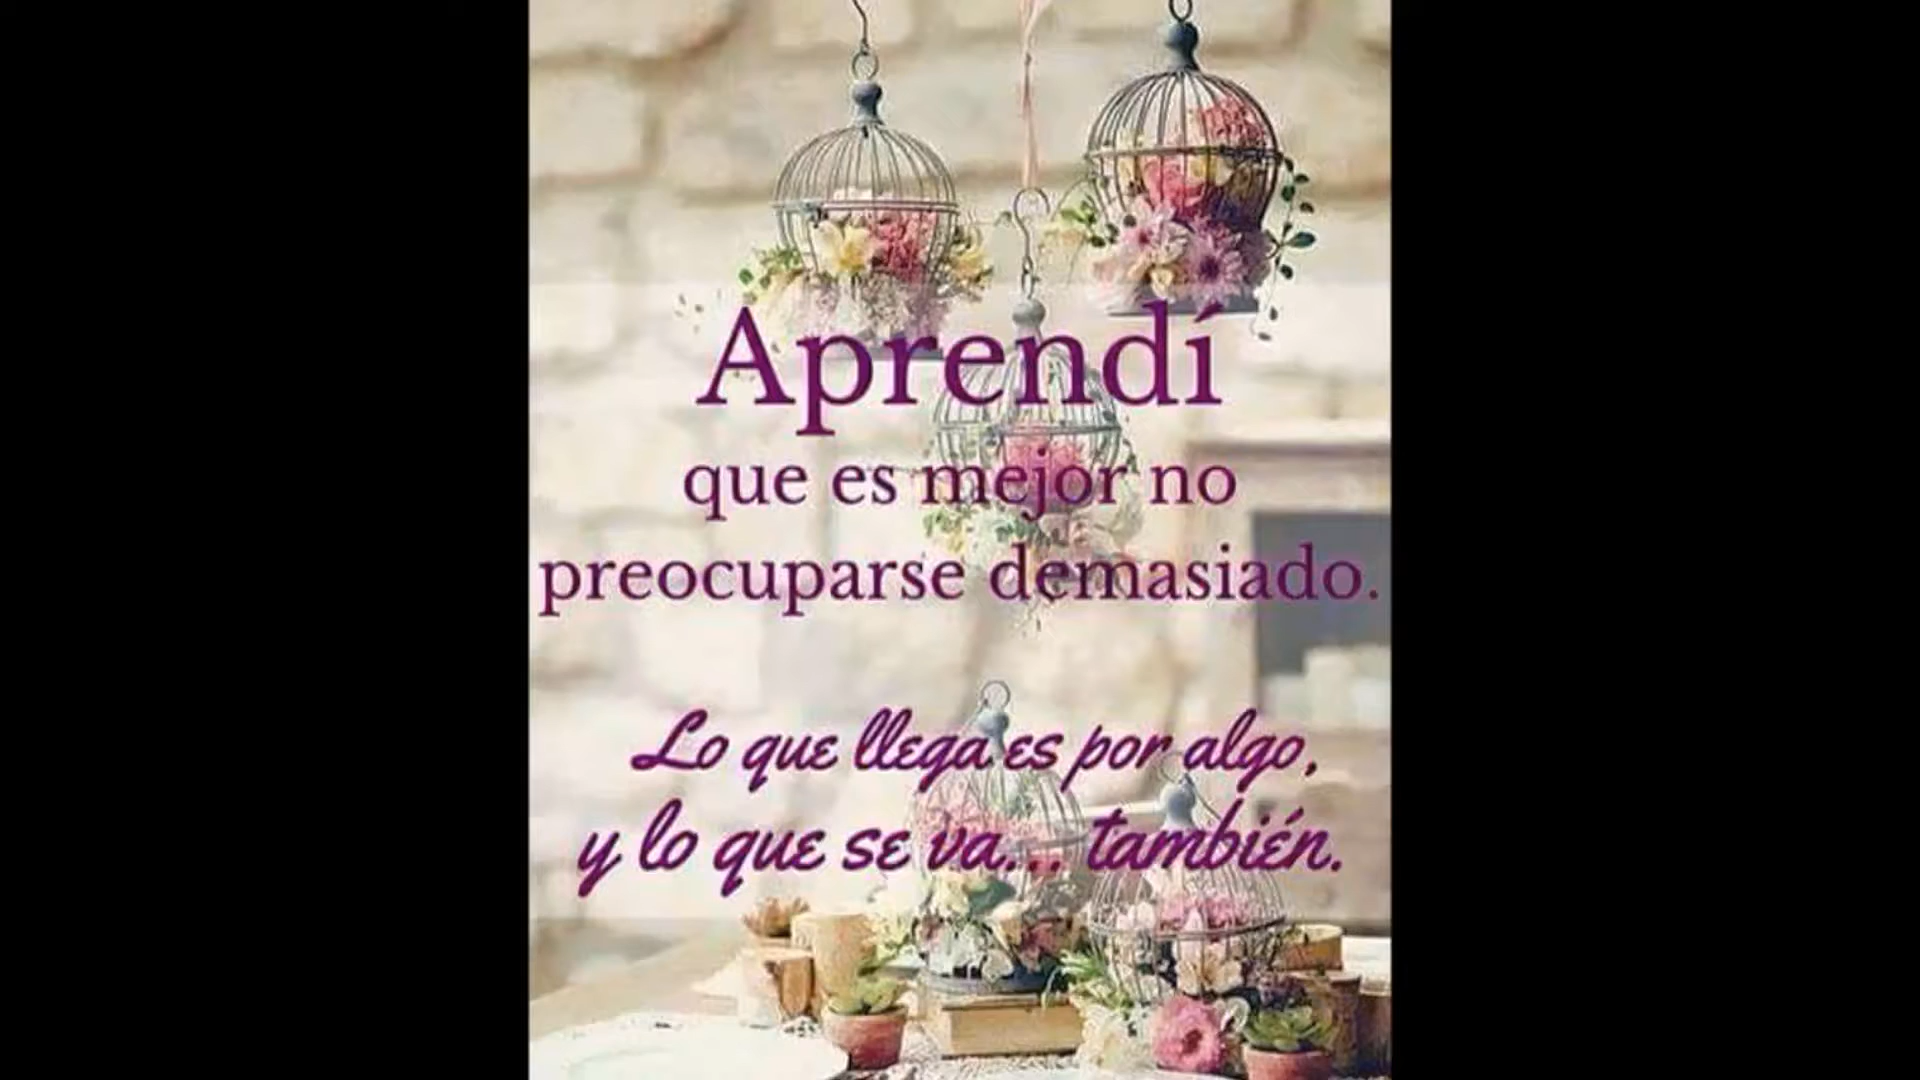 Aprendí
que es mejor no
preocuparse demasiado.
Lo que llega es por algo,
y lo que se va... también.